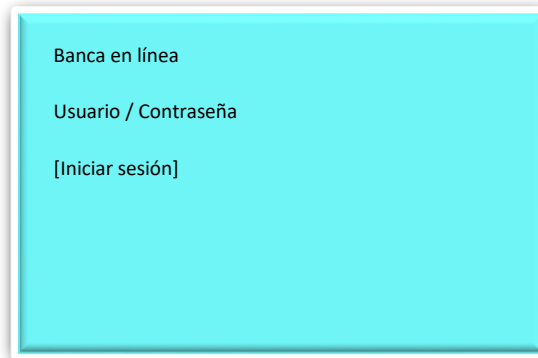 Banca en línea
Usuario / Contraseña
[Iniciar sesión]